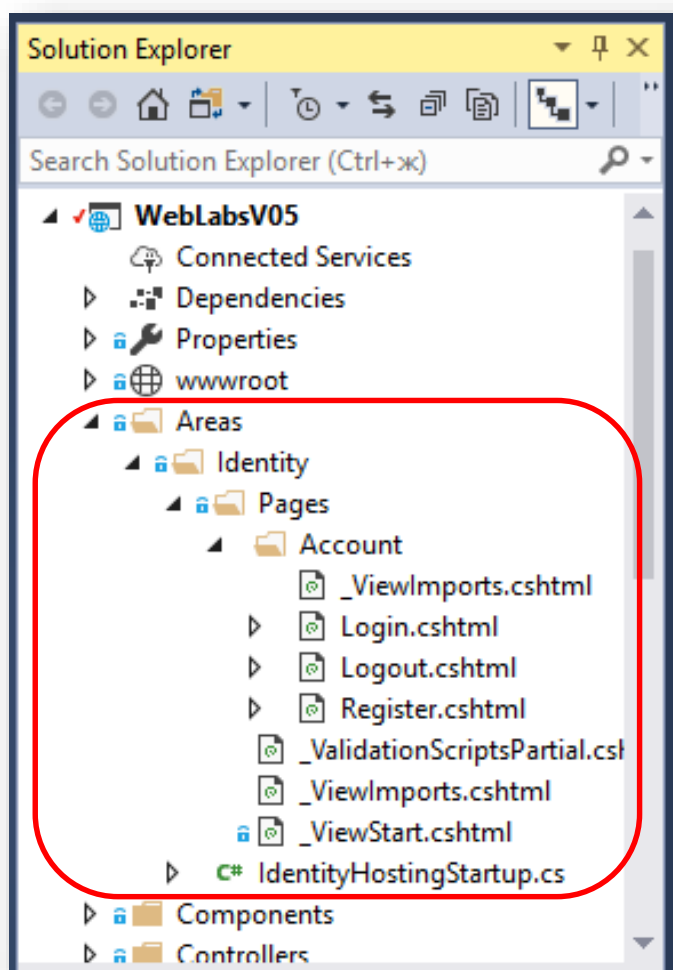 Solution Explorer
Search Solution Explorer (Ctrl+ж)
WebLabsV05
Connected Services
Dependencies
Properties
wwwroot
Areas
Identity
Pages
Account
_ViewImports.cshtml
Login.cshtml
Logout.cshtml
Register.cshtml
_ValidationScriptsPartial.csh
_ViewImports.cshtml
_ViewStart.cshtml
C# IdentityHostingStartup.cs
Components
Controllers